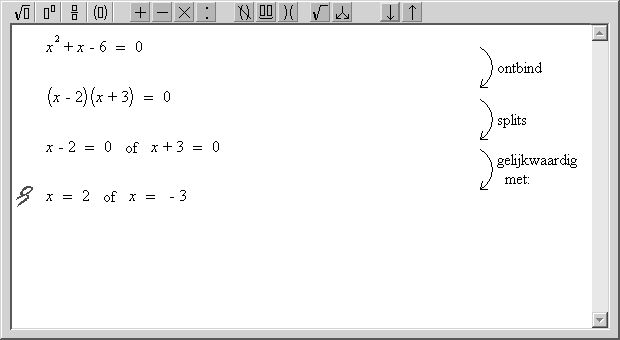 x² + x - 6 = 0
ontbind
(x - 2)(x + 3) = 0
splits
x - 2 = 0 of x + 3 = 0
gelijkwaardig
met:
x = 2 of x = - 3